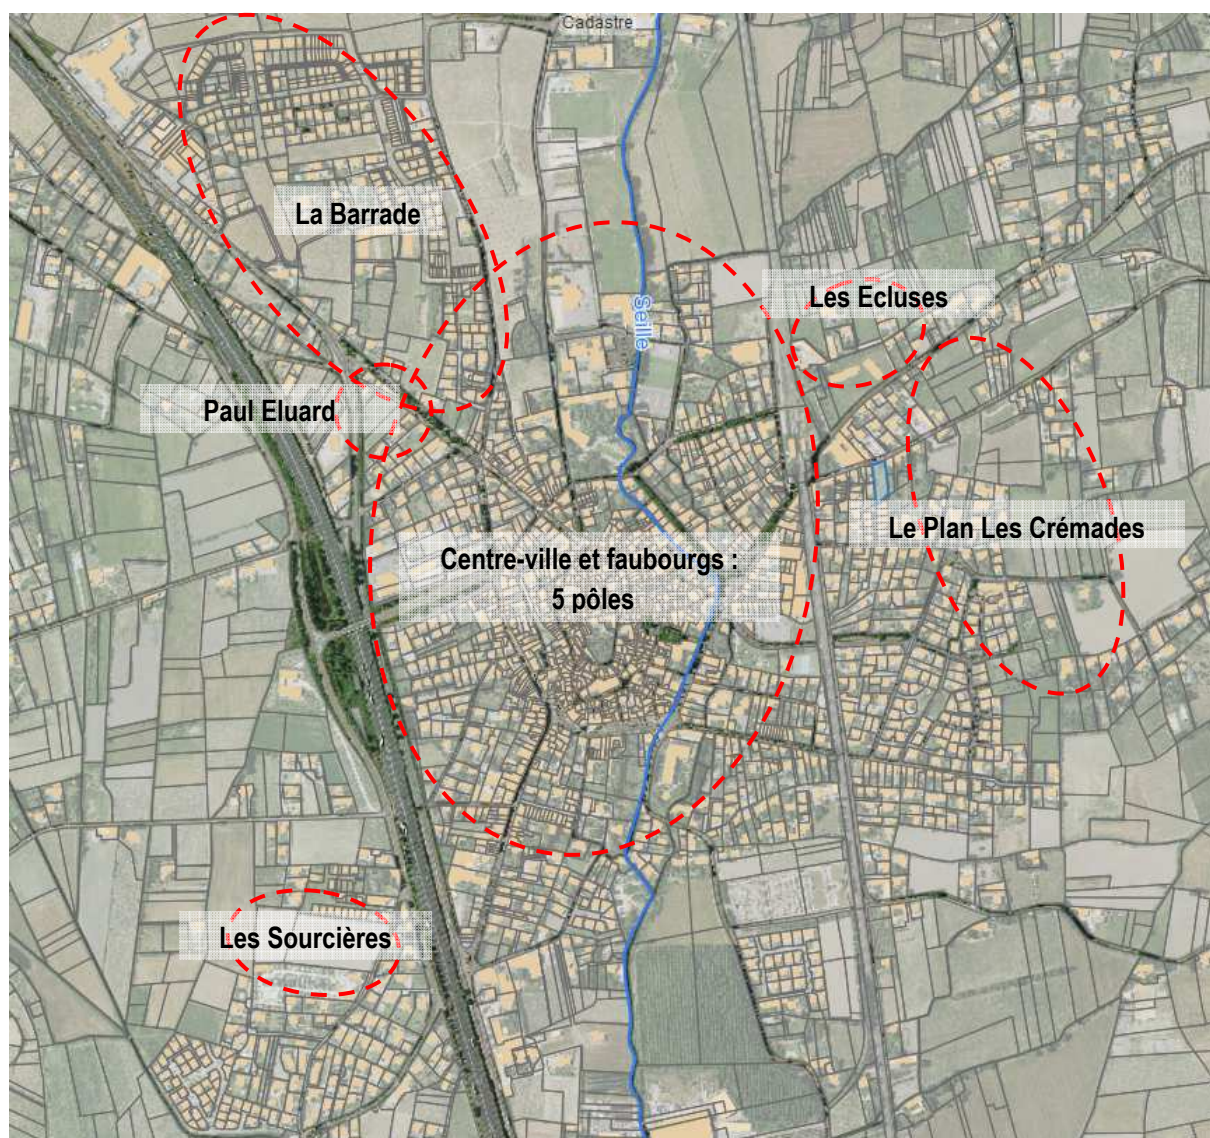 Cadastre
La Barrade
Les Ecluses
Seille
Paul Eluard
Le Plan Les Crémades
Centre-ville et faubourgs :
5 pôles
Les Sourcières